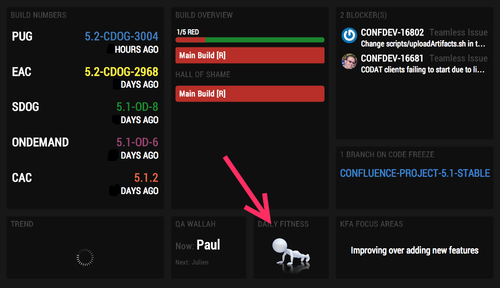 BUILD NUMBERS
PUG 5.2-CDOG-3004
HOURS AGO
EAC 5.2-CDOG-2968
DAYS AGO
SDOG 5.1-OD-8
DAYS AGO
ONDEMAND 5.1-OD-6
DAYS AGO
CAC 5.1.2
DAYS AGO
BUILD OVERVIEW
1/5 RED
Main Build [R]
HALL OF SHAME
Main Build [R]
2 BLOCKER(S)
CONFDEV-16802 Teamless Issue
Change scripts/uploadArtifacts.sh in t...
CONFDEV-16681 Teamless Issue
CODAT clients failing to start due to li...
1 BRANCH ON CODE FREEZE
CONFLUENCE-PROJECT-5.1-STABLE
TREND
QA WALLAH
Now: Paul
Next: Julien
DAILY FITNESS
KFA FOCUS AREAS
Improving over adding new features